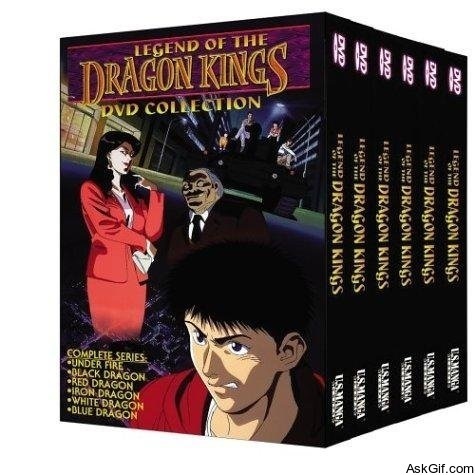 LEGEND OF THE
DRAGON KINGS
DVD COLLECTION
COMPLETE SERIES:
•UNDER FIRE
•BLACK DRAGON
•RED DRAGON
•IRON DRAGON
•WHITE DRAGON
•BLUE DRAGON
DVD
LEGEND
OF THE
DRAGON KINGS
U.S.MANGA
DVD
LEGEND
OF THE
DRAGON KINGS
U.S.MANGA
DVD
LEGEND
OF THE
DRAGON KINGS
U.S.MANGA
DVD
LEGEND
OF THE
DRAGON KINGS
U.S.MANGA
DVD
LEGEND
OF THE
DRAGON KINGS
U.S.MANGA
DVD
LEGEND
OF THE
DRAGON KINGS
U.S.MANGA
AskGif.com